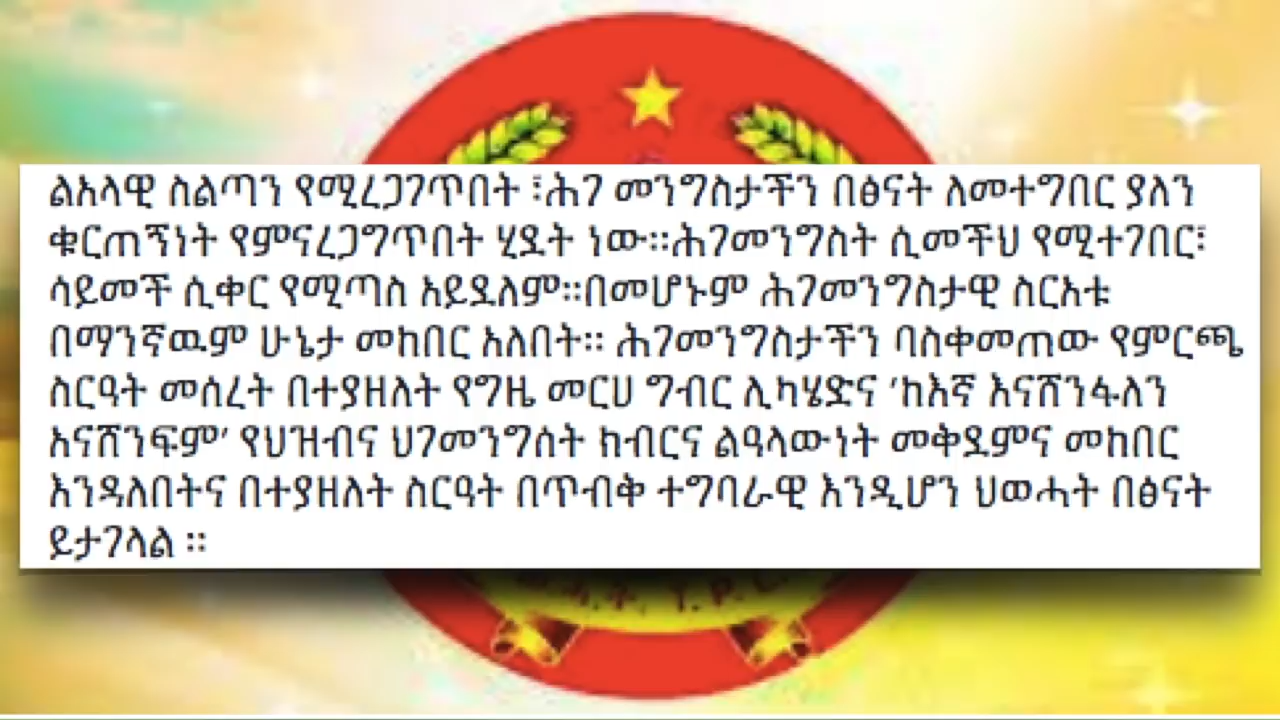 ልአላዊ ስልጣን የሚረጋገጥበት ፣ሕገ መንግስታችን በፅናት ለመተግበር ያለን
ቁርጠኝነት የምናረጋግጥበት ሂደት ነው።ሕገመንግስት ሲመችህ የሚተገበር፣
ሳይመች ሲቀር የሚጣስ አይደለም።በመሆኑም ሕገመንግስታዊ ስርአቱ
በማንኛዉም ሁኔታ መከበር አለበት። ሕገመንግስታችን ባስቀመጠው የምርጫ
ስርዓት መሰረት በተያዘለት የግዜ መርሀ ግብር ሊካሄድና ‘ከእኛ እናሸንፋለን
አናሸንፍም’ የህዝብና ህገመንግሰት ክብርና ልዓላውነት መቅደምና መከበር
እንዳለበትና በተያዘለት ስርዓት በጥብቅ ተግባራዊ እንዲሆን ህወሓት በፅናት
ይታገላል ።